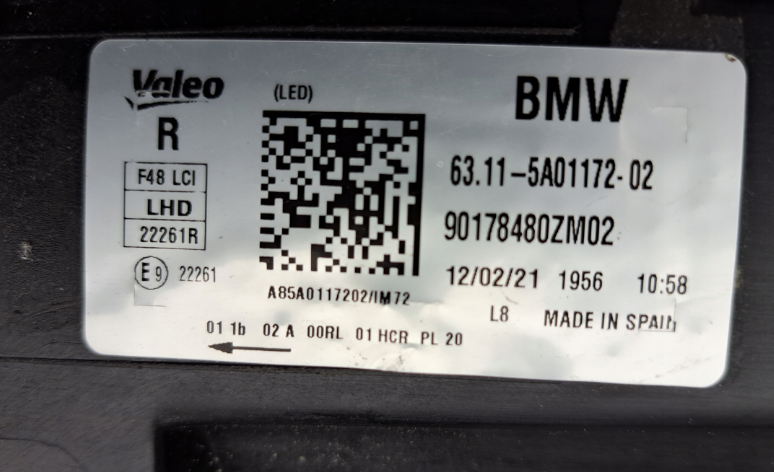 Valeo
(LED)
BMW
R
F48 LCI
LHD
22261R
E9 22261
63.11-5A01172-02
90178480ZM02
12/02/21 1956 10:58
A85A0117202/IM72
L8 MADE IN SPAIN
01 1b 02 A 00RL 01 HCR PL 20